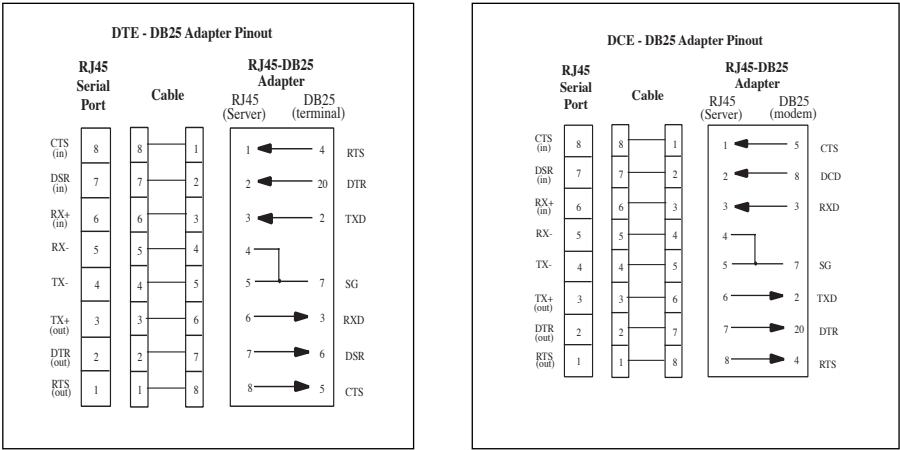 DTE - DB25 Adapter Pinout
RJ45
Serial
Port
Cable
RJ45-DB25
Adapter
RJ45
(Server)
DB25
(terminal)
CTS
(in)
8 8 1 1 4 RTS
DSR
(in)
7 7 2 2 20 DTR
RX+
(in)
6 6 3 3 2 TXD
RX- 5 5 4 4
TX- 4 4 5 5 7 SG
TX+
(out)
3 3 6 6 3 RXD
DTR
(out)
2 2 7 7 6 DSR
RTS
(out)
1 1 8 8 5 CTS
DCE - DB25 Adapter Pinout
RJ45
Serial
Port
Cable
RJ45-DB25
Adapter
RJ45
(Server)
DB25
(modem)
CTS
(in)
8 8 1 1 5 CTS
DSR
(in)
7 7 2 2 8 DCD
RX+
(in)
6 6 3 3 3 RXD
RX- 5 5 4 4
TX- 4 4 5 5 7 SG
TX+
(out)
3 3 6 6 2 TXD
DTR
(out)
2 2 7 7 20 DTR
RTS
(out)
1 1 8 8 4 RTS